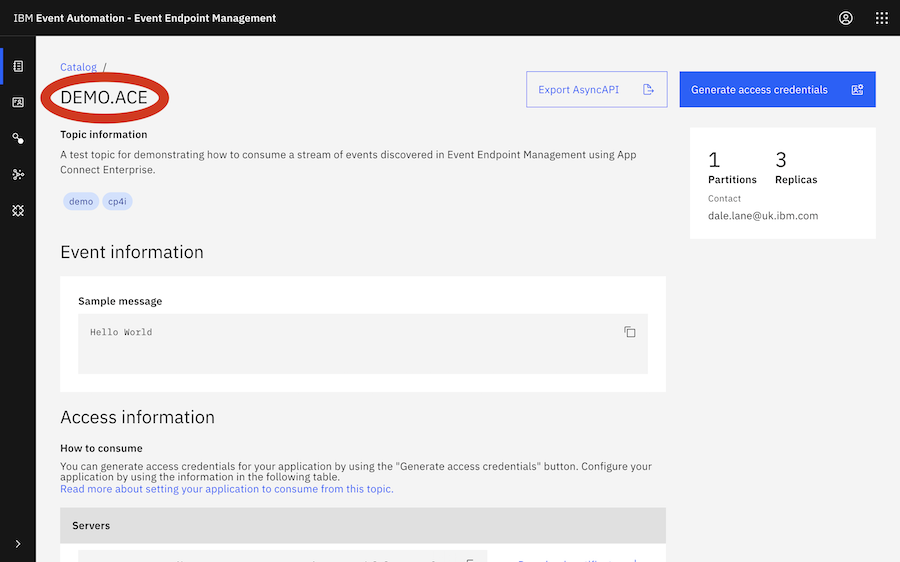 IBM Event Automation - Event Endpoint Management
Catalog /
DEMO.ACE
Export AsyncAPI
Generate access credentials
Topic information
A test topic for demonstrating how to consume a stream of events discovered in Event Endpoint Management using App
Connect Enterprise.
demo cp4i
1 3
Partitions Replicas
Contact
dale.lane@uk.ibm.com
Event information
Sample message
Hello World
Access information
How to consume
You can generate access credentials for your application by using the "Generate access credentials" button. Configure your
application by using the information in the following table.
Read more about setting your application to consume from this topic.
Servers